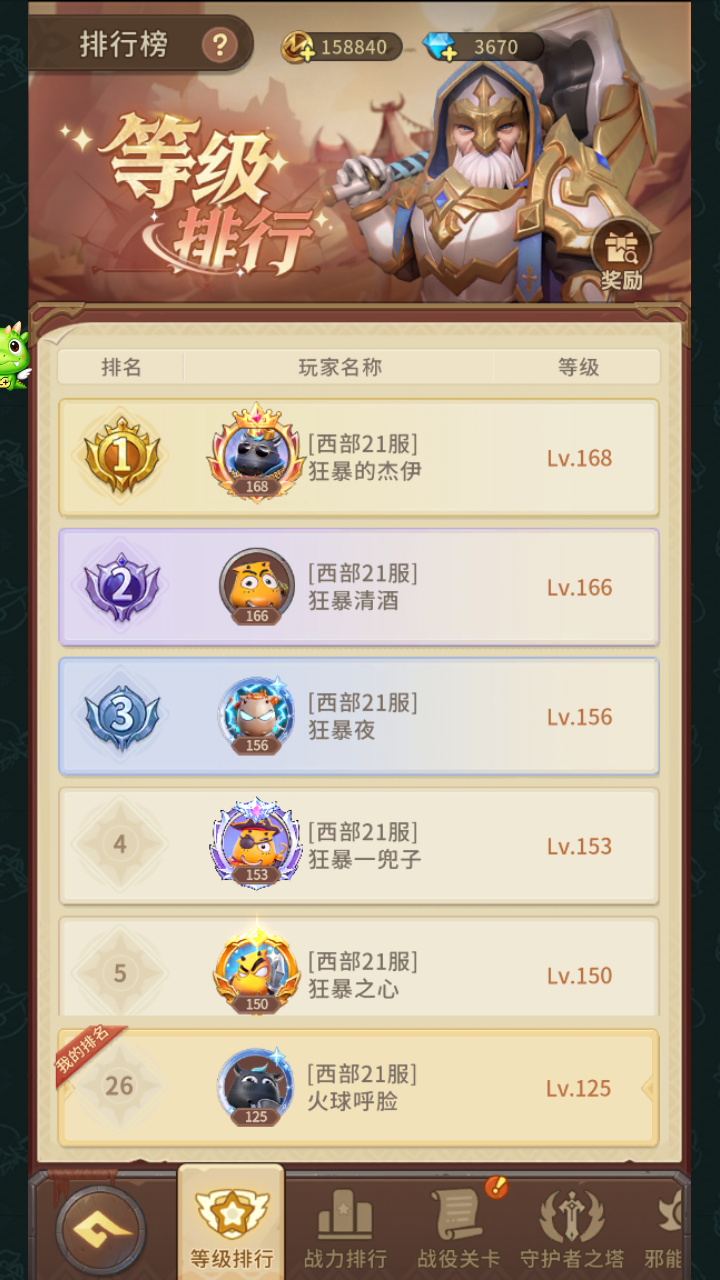 排行榜
?
158840
3670
等级
排行
奖励
排名 玩家名称 等级
1
168
[西部21服]
狂暴的杰伊
Lv.168
2
166
[西部21服]
狂暴清酒
Lv.166
3
156
[西部21服]
狂暴夜
Lv.156
4
153
[西部21服]
狂暴一兜子
Lv.153
5
150
[西部21服]
狂暴之心
Lv.150
我的排名
26
125
[西部21服]
火球呼脸
Lv.125
等级排行 战力排行 战役关卡 守护者之塔 邪能